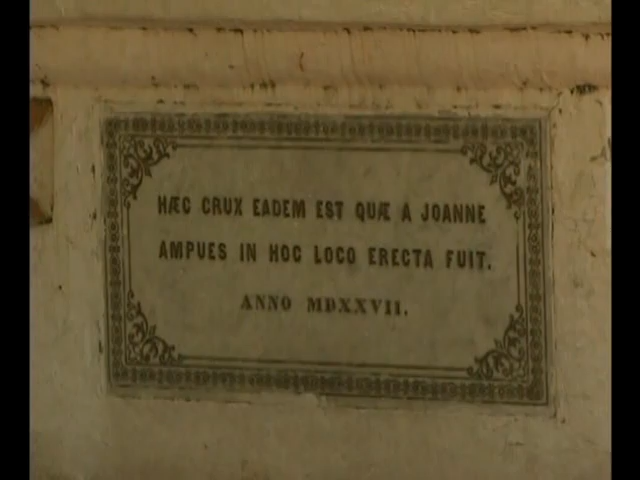 HÆC CRUX EADEM EST QUÆ A JOANNE
AMPUES IN HOC LOCO ERECTA FUIT.
ANNO MDXXVII.